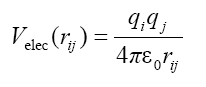 V_elec(r_ij) = q_i q_j / 4πε_0 r_ij